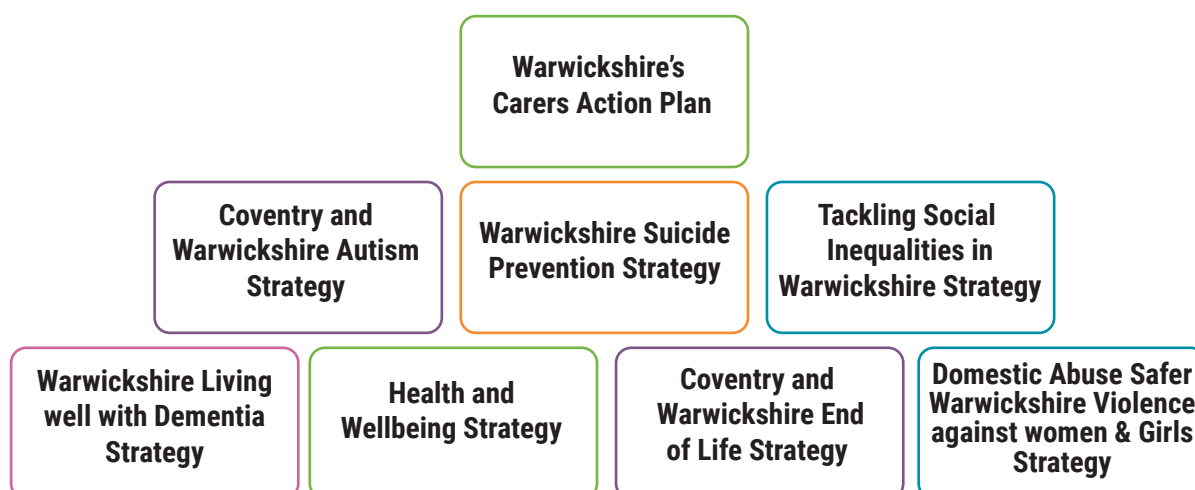 Warwickshire's
Carers Action Plan
Coventry and
Warwickshire Autism
Strategy
Warwickshire Suicide
Prevention Strategy
Tackling Social
Inequalities in
Warwickshire Strategy
Warwickshire Living
well with Dementia
Strategy
Health and
Wellbeing Strategy
Coventry and
Warwickshire End
of Life Strategy
Domestic Abuse Safer
Warwickshire Violence
against women & Girls
Strategy